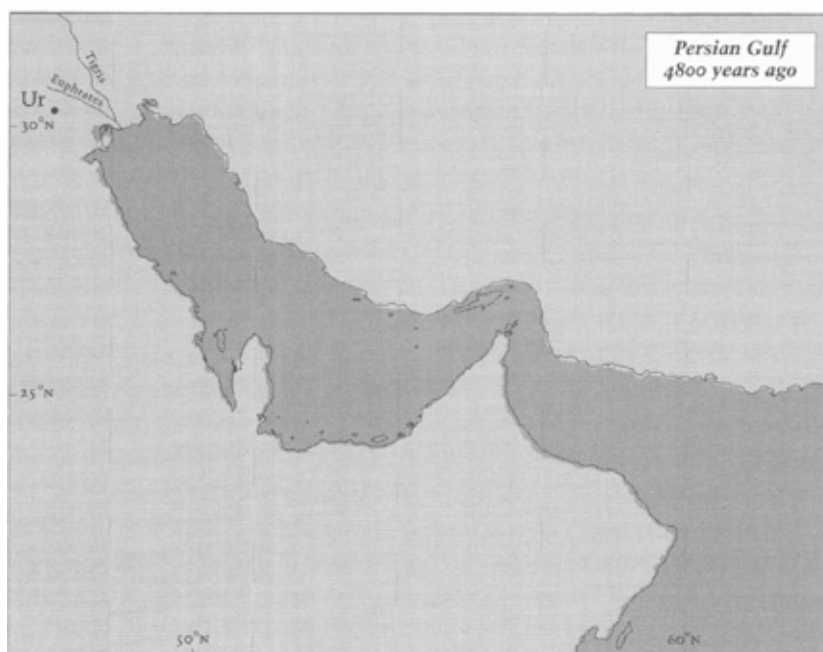 Persian Gulf
4800 years ago
Tigris
Euphrates
Ur
30°N
25°N
50°N
60°N